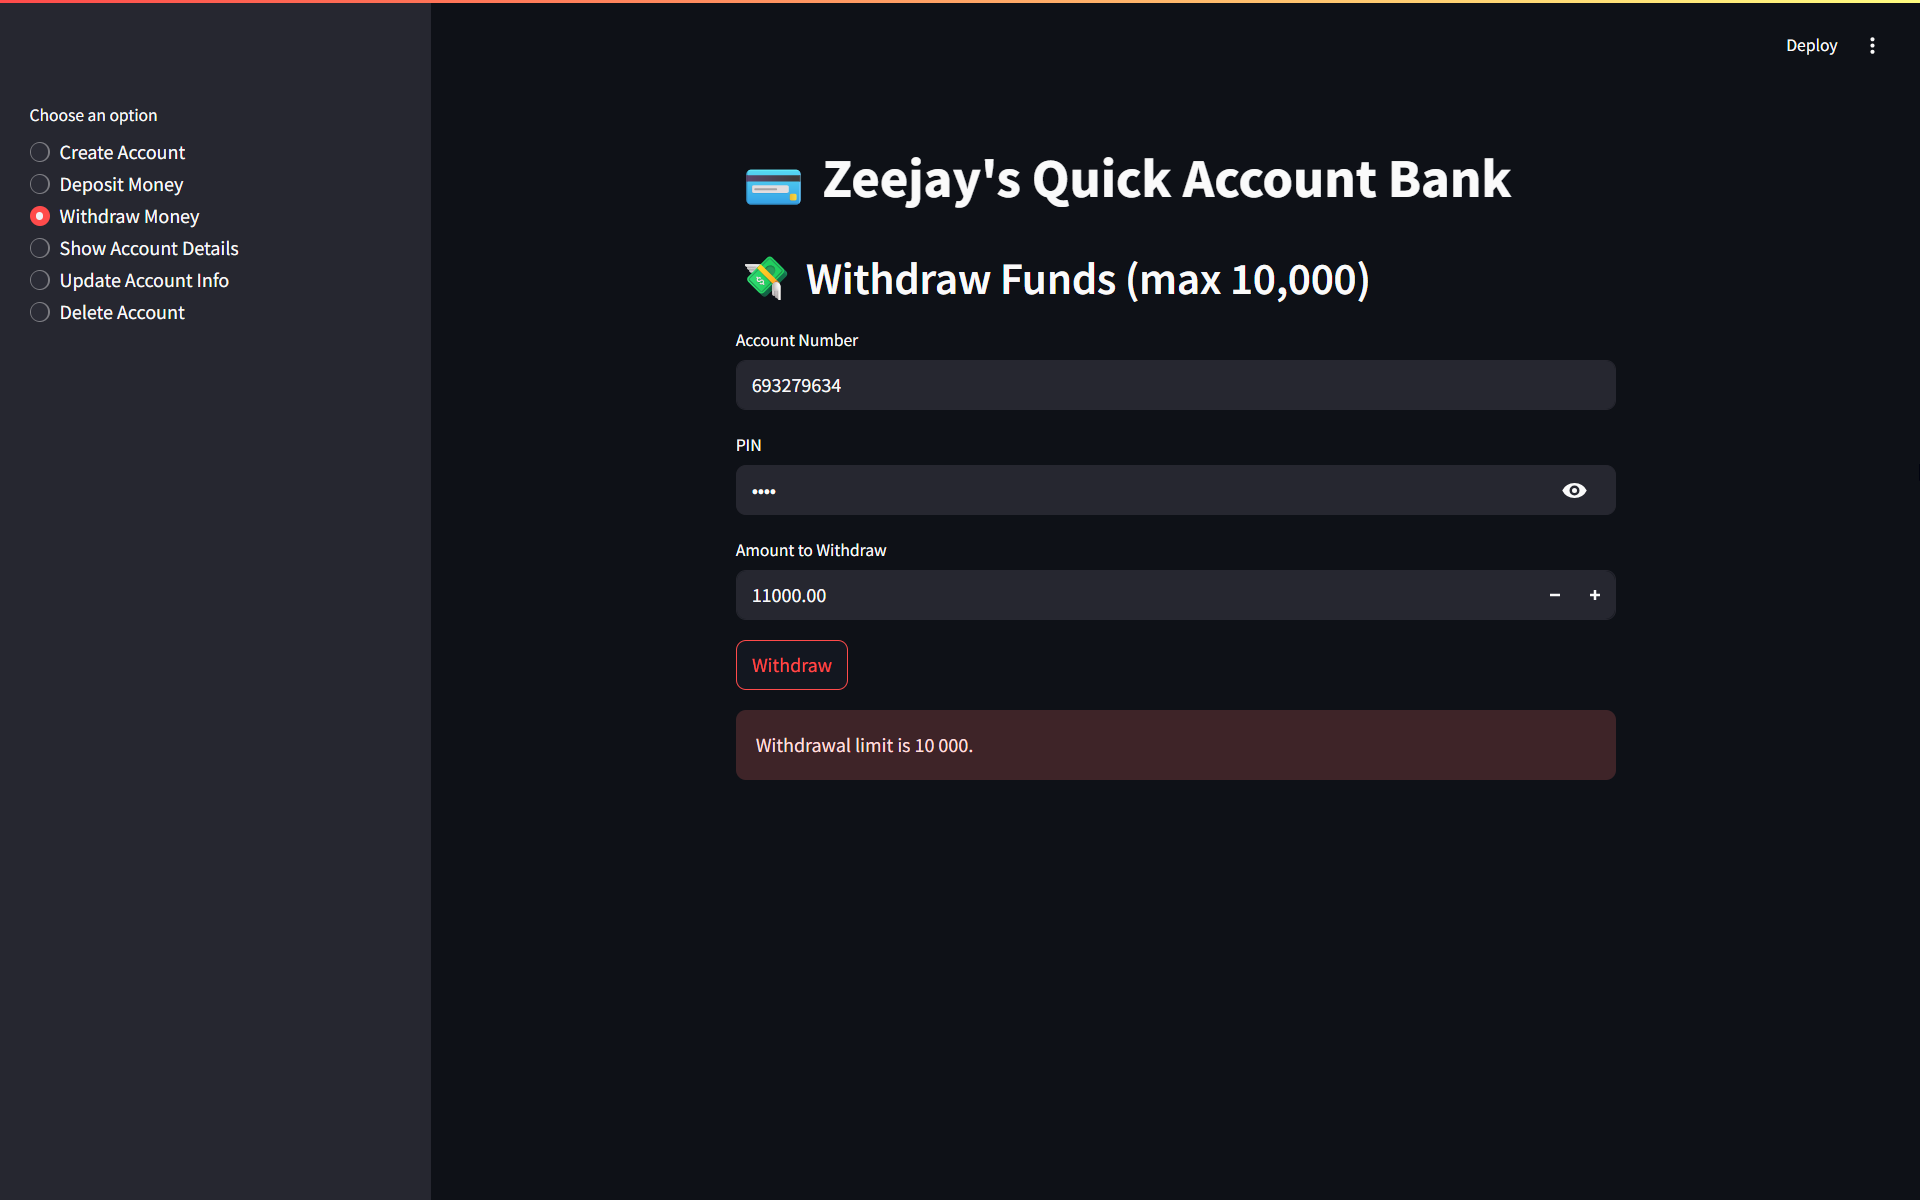 Deploy
Choose an option
Create Account
Deposit Money
Withdraw Money
Show Account Details
Update Account Info
Delete Account
Zeejay's Quick Account Bank
Withdraw Funds (max 10,000)
Account Number
693279634
PIN
••••
Amount to Withdraw
11000.00
Withdraw
Withdrawal limit is 10 000.